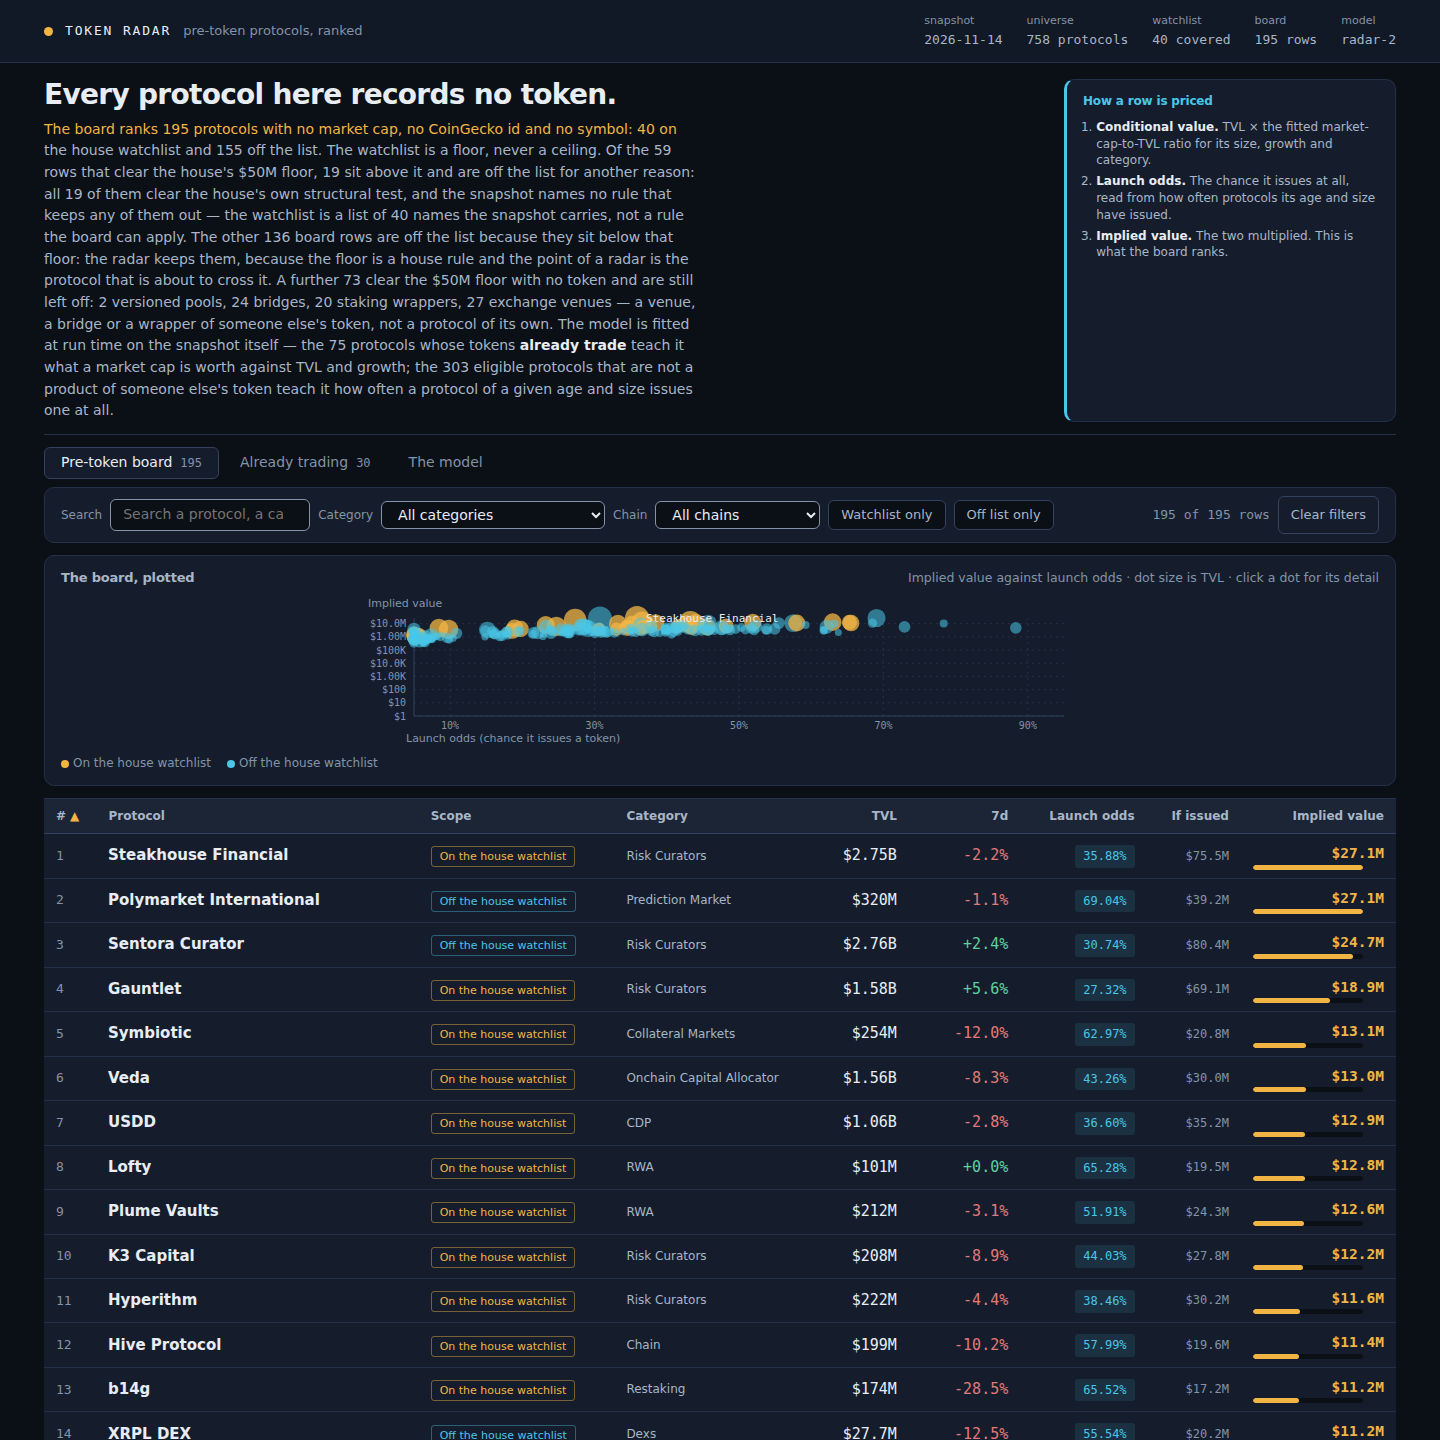 TOKEN RADAR pre-token protocols, ranked
snapshot universe watchlist board model
2026-11-14 758 protocols 40 covered 195 rows radar-2
Every protocol here records no token.
The board ranks 195 protocols with no market cap, no CoinGecko id and no symbol: 40 on
the house watchlist and 155 off the list. The watchlist is a floor, never a ceiling. Of the 59
rows that clear the house's $50M floor, 19 sit above it and are off the list for another reason:
all 19 of them clear the house's own structural test, and the snapshot names no rule that
keeps any of them out — the watchlist is a list of 40 names the snapshot carries, not a rule
the board can apply. The other 136 board rows are off the list because they sit below that
floor: the radar keeps them, because the floor is a house rule and the point of a radar is the
protocol that is about to cross it. A further 73 clear the $50M floor with no token and are still
left off: 2 versioned pools, 24 bridges, 20 staking wrappers, 27 exchange venues — a venue,
a bridge or a wrapper of someone else's token, not a protocol of its own. The model is fitted
at run time on the snapshot itself — the 75 protocols whose tokens already trade teach it
what a market cap is worth against TVL and growth; the 303 eligible protocols that are not a
product of someone else's token teach it how often a protocol of a given age and size issues
one at all.
How a row is priced
1. Conditional value. TVL × the fitted market-
cap-to-TVL ratio for its size, growth and
category.
2. Launch odds. The chance it issues at all,
read from how often protocols its age and size
have issued.
3. Implied value. The two multiplied. This is
what the board ranks.
Pre-token board 195 Already trading 30 The model
Search Search a protocol, a ca Category All categories Chain All chains Watchlist only Off list only 195 of 195 rows Clear filters
The board, plotted Implied value against launch odds · dot size is TVL · click a dot for its detail
Implied value
Steakhouse Financial
$10.0M
$1.00M
$100K
$10.0K
$1.00K
$100
$10
$1
10% 30% 50% 70% 90%
Launch odds (chance it issues a token)
On the house watchlist Off the house watchlist
# ▲ Protocol Scope Category TVL 7d Launch odds If issued Implied value
1 Steakhouse Financial On the house watchlist Risk Curators $2.75B -2.2% 35.88% $75.5M $27.1M
2 Polymarket International Off the house watchlist Prediction Market $320M -1.1% 69.04% $39.2M $27.1M
3 Sentora Curator Off the house watchlist Risk Curators $2.76B +2.4% 30.74% $80.4M $24.7M
4 Gauntlet On the house watchlist Risk Curators $1.58B +5.6% 27.32% $69.1M $18.9M
5 Symbiotic On the house watchlist Collateral Markets $254M -12.0% 62.97% $20.8M $13.1M
6 Veda On the house watchlist Onchain Capital Allocator $1.56B -8.3% 43.26% $30.0M $13.0M
7 USDD On the house watchlist CDP $1.06B -2.8% 36.60% $35.2M $12.9M
8 Lofty On the house watchlist RWA $101M +0.0% 65.28% $19.5M $12.8M
9 Plume Vaults On the house watchlist RWA $212M -3.1% 51.91% $24.3M $12.6M
10 K3 Capital On the house watchlist Risk Curators $208M -8.9% 44.03% $27.8M $12.2M
11 Hyperithm On the house watchlist Risk Curators $222M -4.4% 38.46% $30.2M $11.6M
12 Hive Protocol On the house watchlist Chain $199M -10.2% 57.99% $19.6M $11.4M
13 b14g On the house watchlist Restaking $174M -28.5% 65.52% $17.2M $11.2M
14 XRPL DEX Off the house watchlist Dexs $27.7M -12.5% 55.54% $20.2M $11.2M